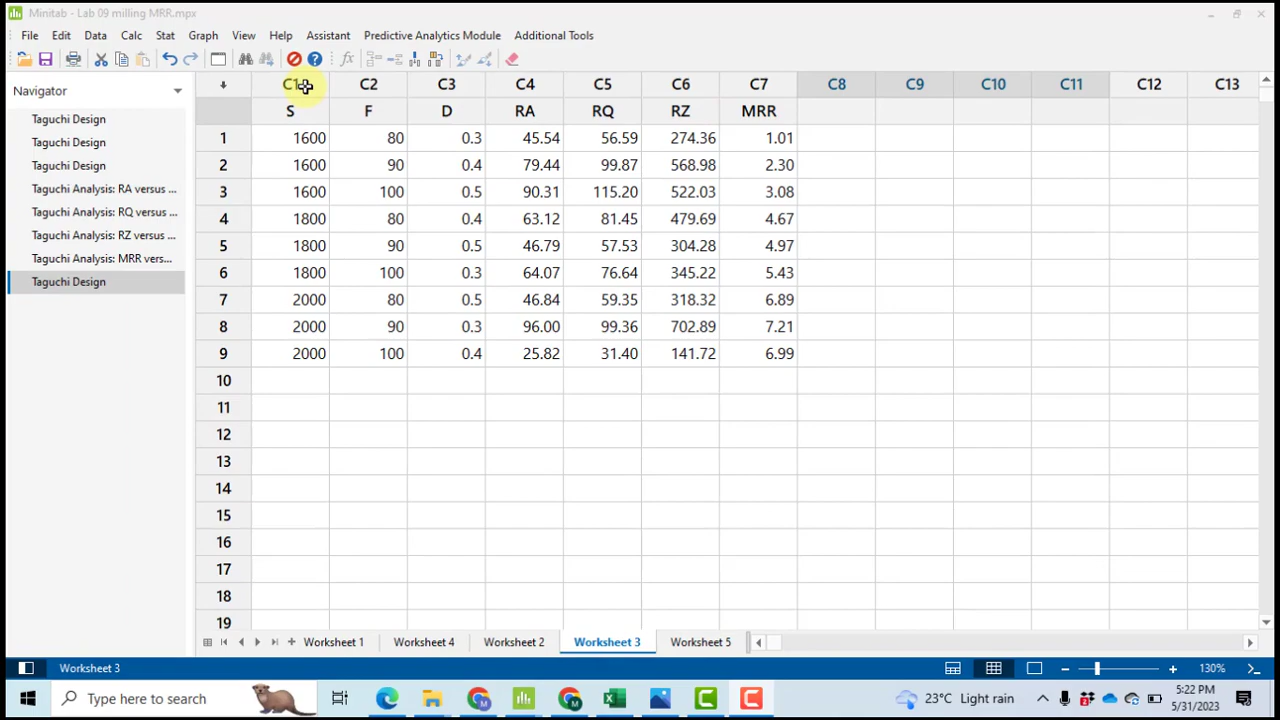 Minitab - Lab 09 milling MRR.mpx
File Edit Data Calc Stat Graph View Help Assistant Predictive Analytics Module Additional Tools
Navigator
Taguchi Design
Taguchi Design
Taguchi Design
Taguchi Analysis: RA versus ...
Taguchi Analysis: RQ versus ...
Taguchi Analysis: RZ versus ...
Taguchi Analysis: MRR vers...
Taguchi Design
C1 C2 C3 C4 C5 C6 C7 C8 C9 C10 C11 C12 C13
S F D RA RQ RZ MRR
1 1600 80 0.3 45.54 56.59 274.36 1.01
2 1600 90 0.4 79.44 99.87 568.98 2.30
3 1600 100 0.5 90.31 115.20 522.03 3.08
4 1800 80 0.4 63.12 81.45 479.69 4.67
5 1800 90 0.5 46.79 57.53 304.28 4.97
6 1800 100 0.3 64.07 76.64 345.22 5.43
7 2000 80 0.5 46.84 59.35 318.32 6.89
8 2000 90 0.3 96.00 99.36 702.89 7.21
9 2000 100 0.4 25.82 31.40 141.72 6.99
10
11
12
13
14
15
16
17
18
19
Worksheet 1 Worksheet 4 Worksheet 2 Worksheet 3 Worksheet 5
Worksheet 3 130%
Type here to search 23°C Light rain 5:22 PM
5/31/2023